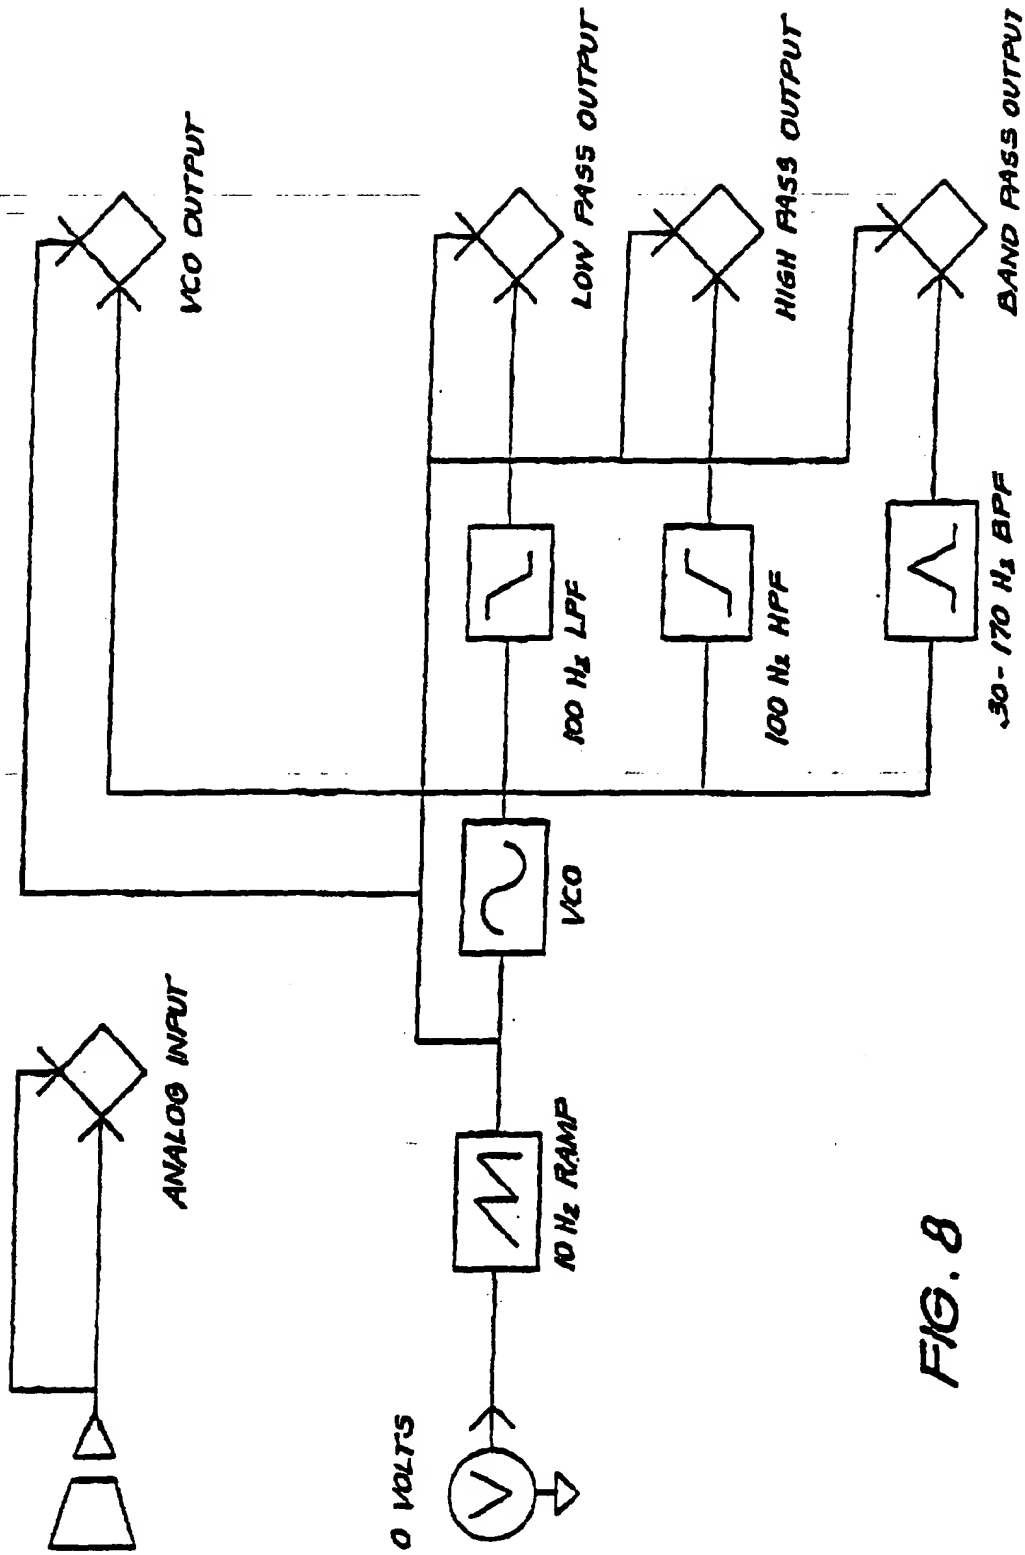 ANALOG INPUT
VCO OUTPUT
0 VOLTS
10 Hz RAMP
VCO
100 Hz LPF
LOW PASS OUTPUT
100 Hz HPF
HIGH PASS OUTPUT
30-170 Hz BPF
BAND PASS OUTPUT
FIG. 8